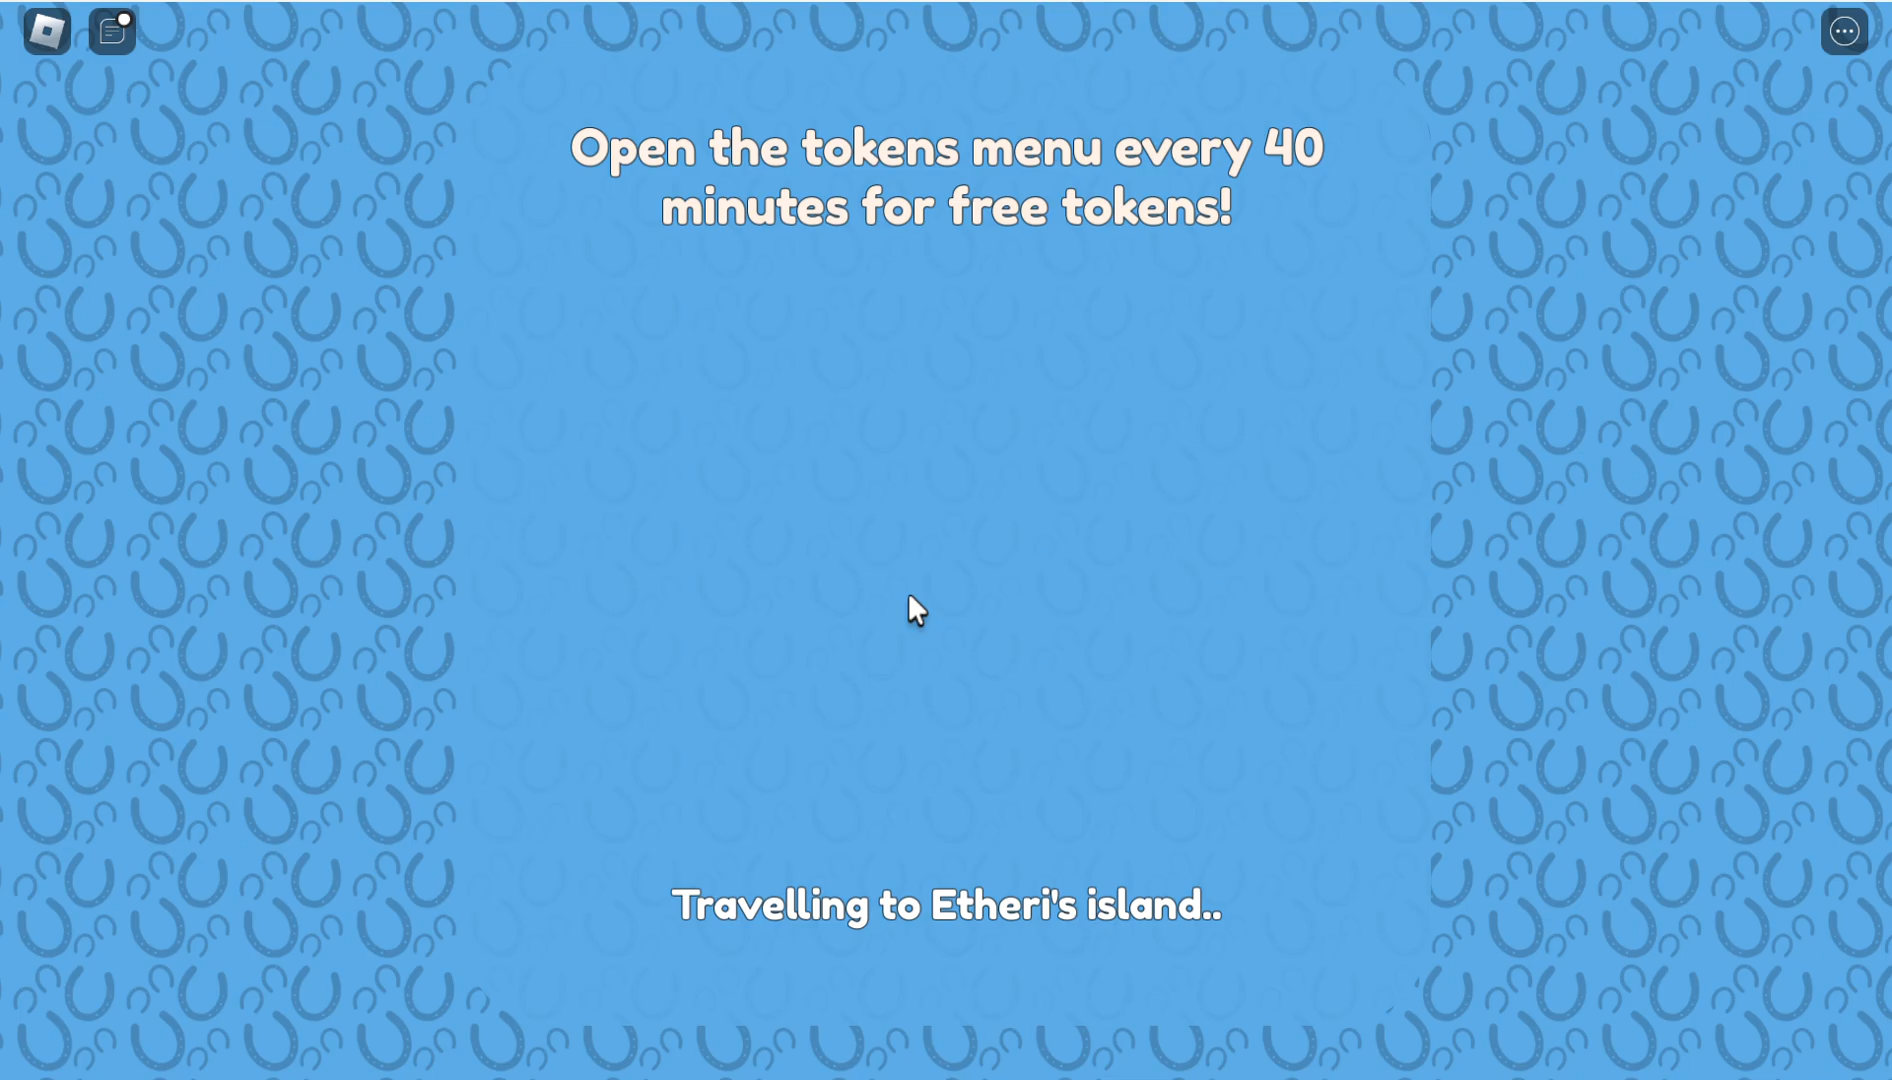 Open the tokens menu every 40
minutes for free tokens!
Travelling to Etheri's island..